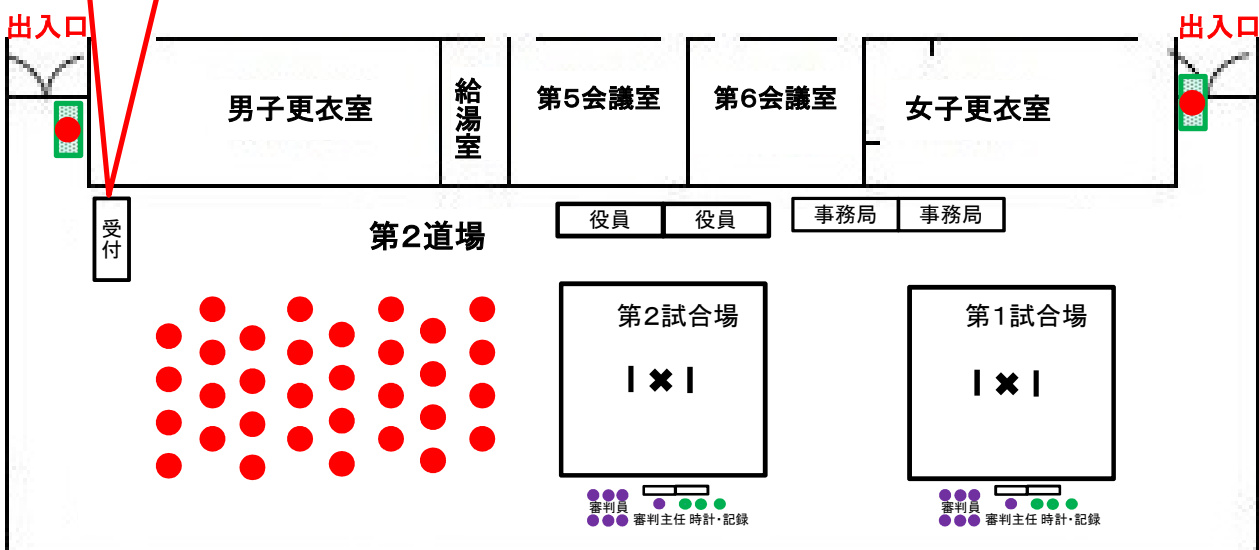 出入口
出入口
男子更衣室
給湯室
第5会議室
第6会議室
女子更衣室
受付
第2道場
役員
役員
事務局
事務局
第2試合場
第1試合場
審判員
審判主任 時計・記録
審判員
審判主任 時計・記録